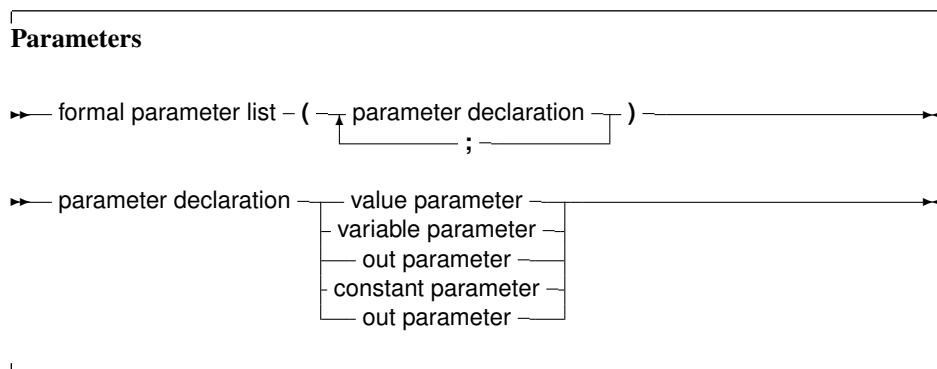 Parameters
formal parameter list ( parameter declaration )
;
parameter declaration value parameter
variable parameter
out parameter
constant parameter
out parameter